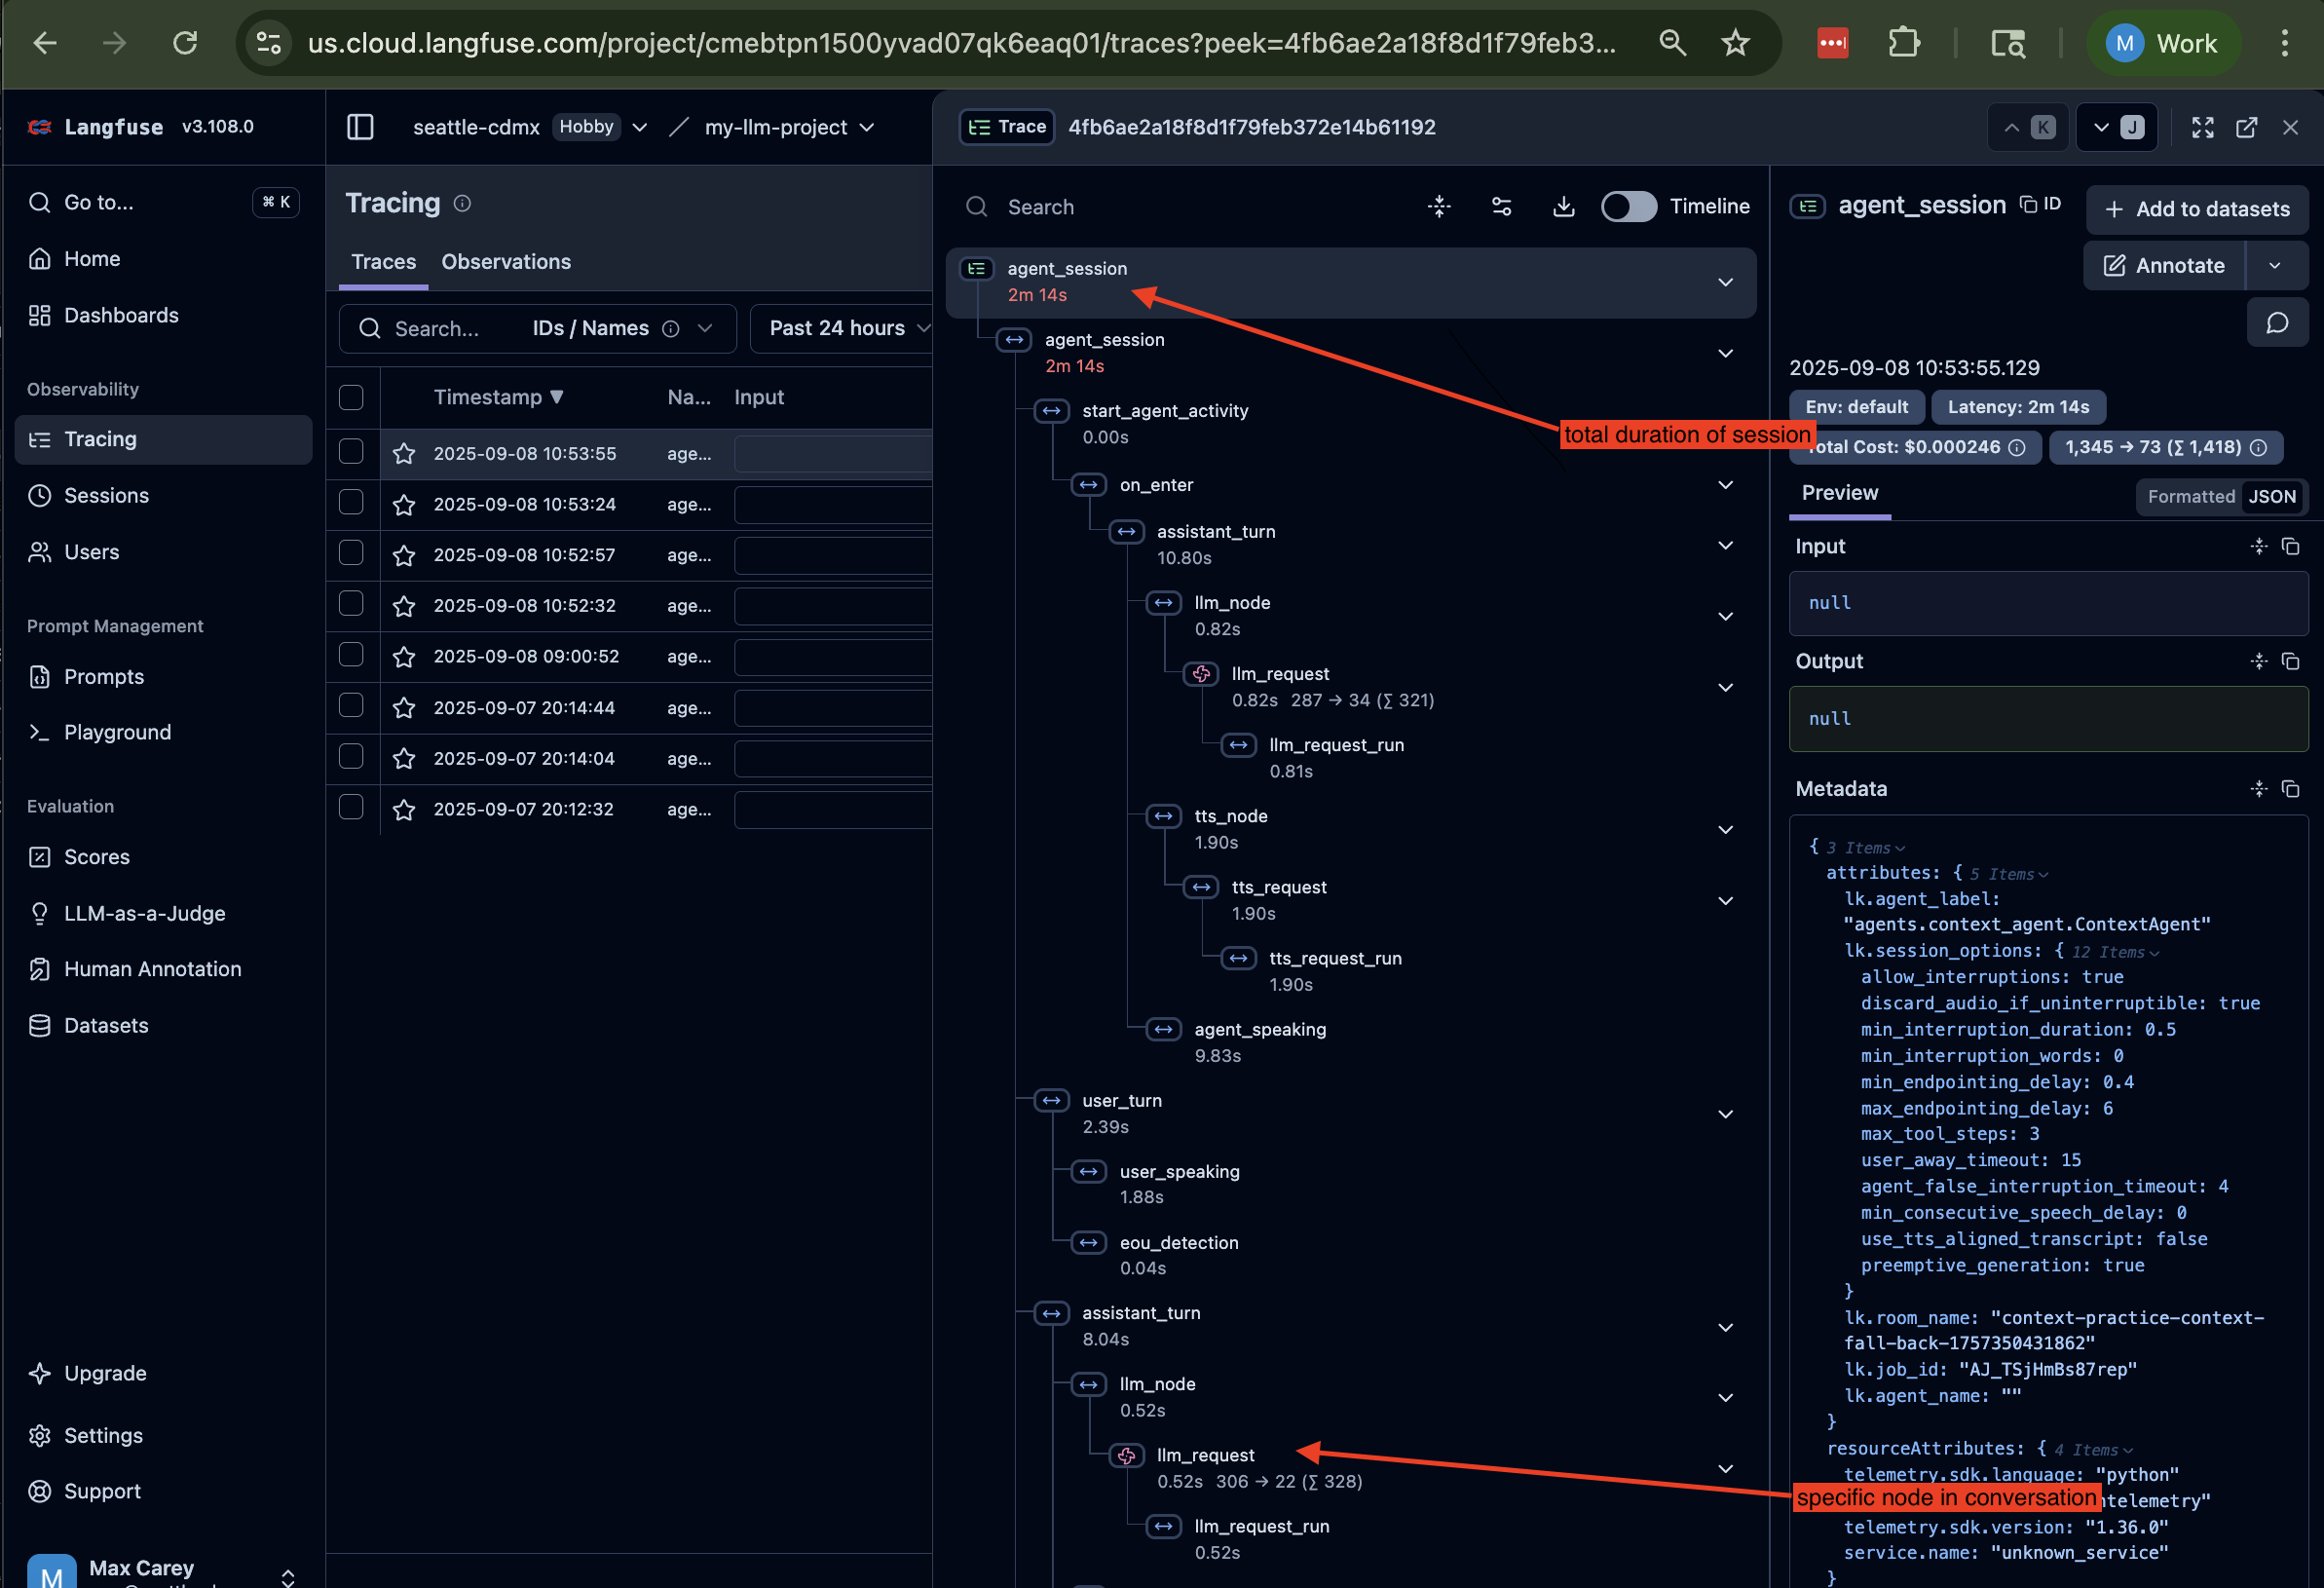 us.cloud.langfuse.com/project/cmebtpn1500yvad07qk6eaq01/traces?peek=4fb6ae2a18f8d1f79feb3...
M Work
Langfuse v3.108.0
Go to... ⌘ K
Home
Dashboards
Observability
Tracing
Sessions
Users
Prompt Management
Prompts
Playground
Evaluation
Scores
LLM-as-a-Judge
Human Annotation
Datasets
Upgrade
Settings
Support
M Max Carey
seattle-cdmx Hobby / my-llm-project
Tracing
Traces Observations
Search... IDs / Names Past 24 hours
Timestamp ▼ Na... Input
2025-09-08 10:53:55 age...
2025-09-08 10:53:24 age...
2025-09-08 10:52:57 age...
2025-09-08 10:52:32 age...
2025-09-08 09:00:52 age...
2025-09-07 20:14:44 age...
2025-09-07 20:14:04 age...
2025-09-07 20:12:32 age...
Trace 4fb6ae2a18f8d1f79feb372e14b61192
K J
Search Timeline
agent_session
2m 14s
agent_session
2m 14s
start_agent_activity
0.00s
on_enter
assistant_turn
10.80s
llm_node
0.82s
llm_request
0.82s 287 → 34 (∑ 321)
llm_request_run
0.81s
tts_node
1.90s
tts_request
1.90s
tts_request_run
1.90s
agent_speaking
9.83s
user_turn
2.39s
user_speaking
1.88s
eou_detection
0.04s
assistant_turn
8.04s
llm_node
0.52s
llm_request
0.52s 306 → 22 (∑ 328)
llm_request_run
0.52s
total duration of session
specific node in conversation
agent_session ID
+ Add to datasets
Annotate
2025-09-08 10:53:55.129
Env: default Latency: 2m 14s
Cost: $0.000246 1,345 → 73 (∑ 1,418)
Preview Formatted JSON
Input
null
Output
null
Metadata
{ 3 Items
attributes: { 5 Items
lk.agent_label:
"agents.context_agent.ContextAgent"
lk.session_options: { 12 Items
allow_interruptions: true
discard_audio_if_uninterruptible: true
min_interruption_duration: 0.5
min_interruption_words: 0
min_endpointing_delay: 0.4
max_endpointing_delay: 6
max_tool_steps: 3
user_away_timeout: 15
agent_false_interruption_timeout: 4
min_consecutive_speech_delay: 0
use_tts_aligned_transcript: false
preemptive_generation: true
}
lk.room_name: "context-practice-context-
fall-back-1757350431862"
lk.job_id: "AJ_TSjHmBs87rep"
lk.agent_name: ""
}
resourceAttributes: { 4 Items
telemetry.sdk.language: "python"
ntelemetry"
telemetry.sdk.version: "1.36.0"
service.name: "unknown_service"
}